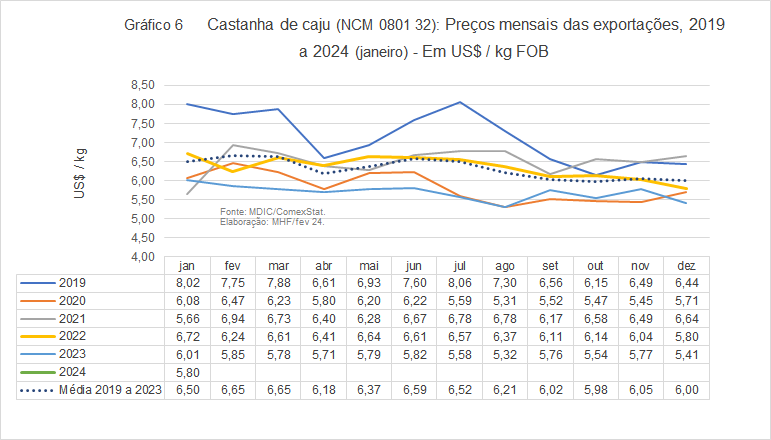 Gráfico 6 Castanha de caju (NCM 0801 32): Preços mensais das exportações, 2019
a 2024 (janeiro) - Em US$ / kg FOB
US$ / kg
8,50
8,00
7,50
7,00
6,50
6,00
5,50
5,00
4,50
4,00
Fonte: MDIC/ComexStat.
Elaboração: MHF/fev 24.
jan fev mar abr mai jun jul ago set out nov dez
2019 8,02 7,75 7,88 6,61 6,93 7,60 8,06 7,30 6,56 6,15 6,49 6,44
2020 6,08 6,47 6,23 5,80 6,20 6,22 5,59 5,31 5,52 5,47 5,45 5,71
2021 5,66 6,94 6,73 6,40 6,28 6,67 6,78 6,78 6,17 6,58 6,49 6,64
2022 6,72 6,24 6,61 6,41 6,64 6,61 6,57 6,37 6,11 6,14 6,04 5,80
2023 6,01 5,85 5,78 5,71 5,79 5,82 5,58 5,32 5,76 5,54 5,77 5,41
2024 5,80
Média 2019 a 2023 6,50 6,65 6,65 6,18 6,37 6,59 6,52 6,21 6,02 5,98 6,05 6,00